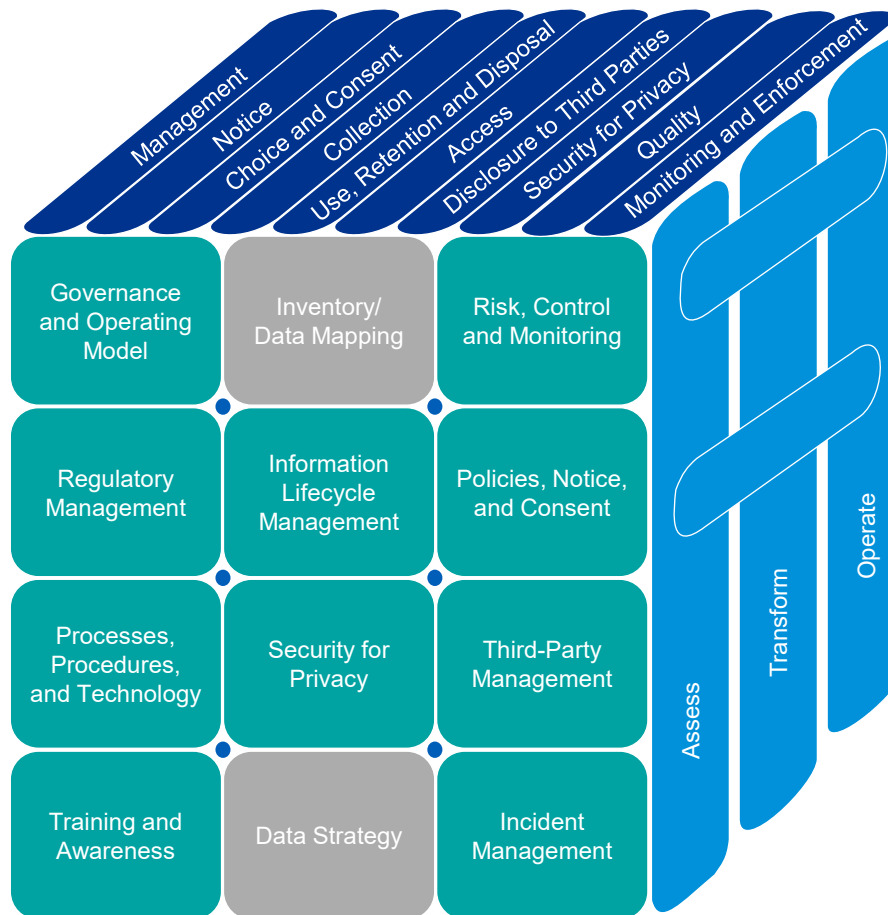 Management
Notice
Choice and Consent
Collection
Use, Retention and Disposal
Access
Disclosure to Third Parties
Security for Privacy
Quality
Monitoring and Enforcement
Governance
and Operating
Model
Inventory/
Data Mapping
Risk, Control
and Monitoring
Regulatory
Management
Information
Lifecycle
Management
Policies, Notice,
and Consent
Processes,
Procedures,
and Technology
Security for
Privacy
Third-Party
Management
Training and
Awareness
Data Strategy
Incident
Management
Assess
Transform
Operate